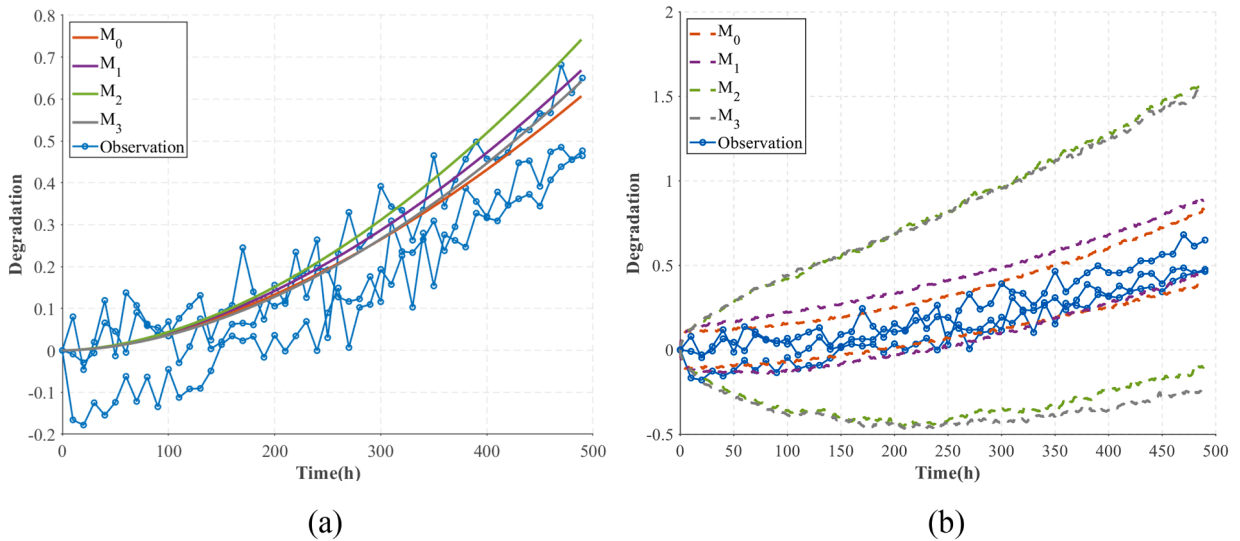 0.8
0.7
0.6
0.5
0.4
0.3
0.2
0.1
0
-0.1
-0.2
Degradation
M0
M1
M2
M3
Observation
0 100 200 300 400 500
Time(h)
(a)
2
1.5
1
0.5
0
-0.5
Degradation
M0
M1
M2
M3
Observation
0 50 100 150 200 250 300 350 400 450 500
Time(h)
(b)